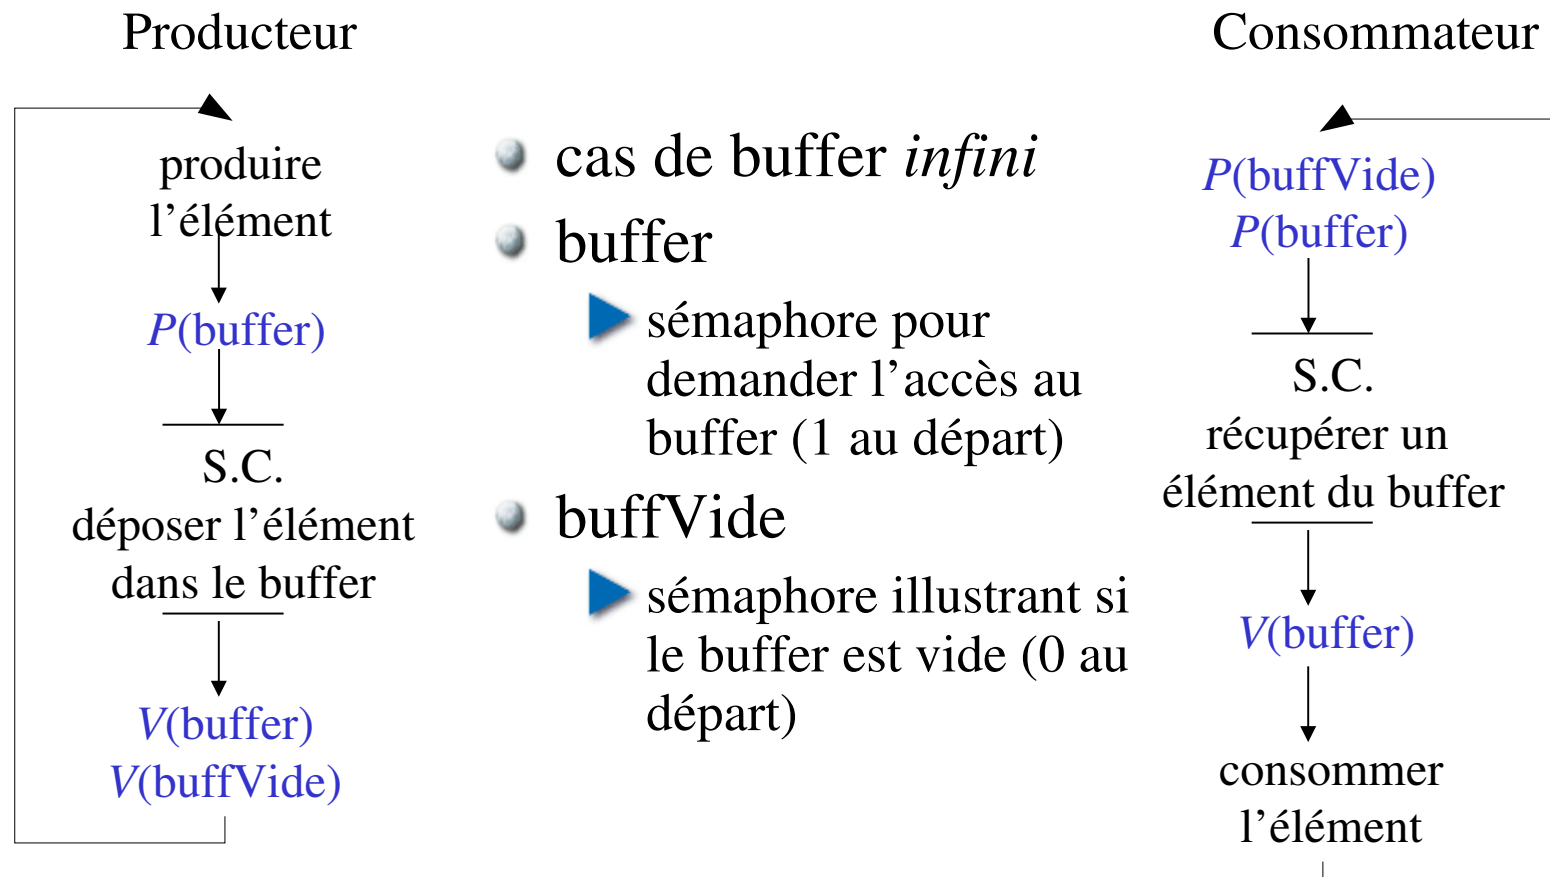 Producteur
produire
l’élément
P(buffer)
S.C.
déposer l’élément
dans le buffer
V(buffer)
V(buffVide)
cas de buffer infini
buffer
sémaphore pour
demander l’accès au
buffer (1 au départ)
buffVide
sémaphore illustrant si
le buffer est vide (0 au
départ)
Consommateur
P(buffVide)
P(buffer)
S.C.
récupérer un
élément du buffer
V(buffer)
consommer
l’élément